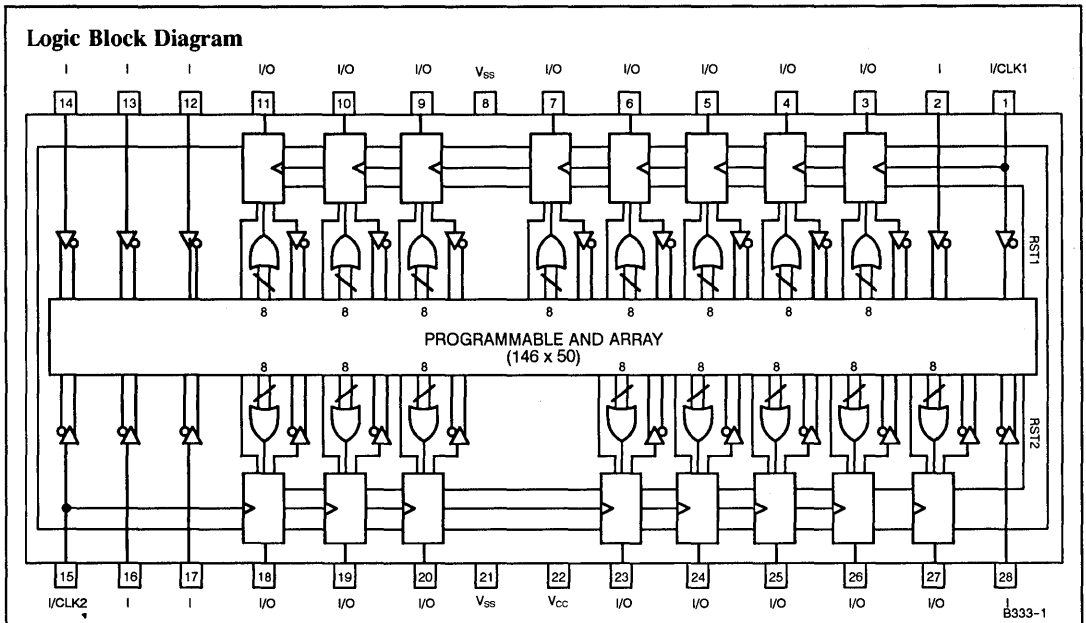 Logic Block Diagram
I I I I/O I/O I/O VSS I/O I/O I/O I/O I/O I I/CLK1
14 13 12 11 10 9 8 7 6 5 4 3 2 1
RST1
8 8 8 8 8 8 8 8
PROGRAMMABLE AND ARRAY
(146 x 50)
8 8 8 8 8 8 8 8
RST2
15 16 17 18 19 20 21 22 23 24 25 26 27 28
I/CLK2 I I I/O I/O I/O VSS VCC I/O I/O I/O I/O I/O I
B333-1